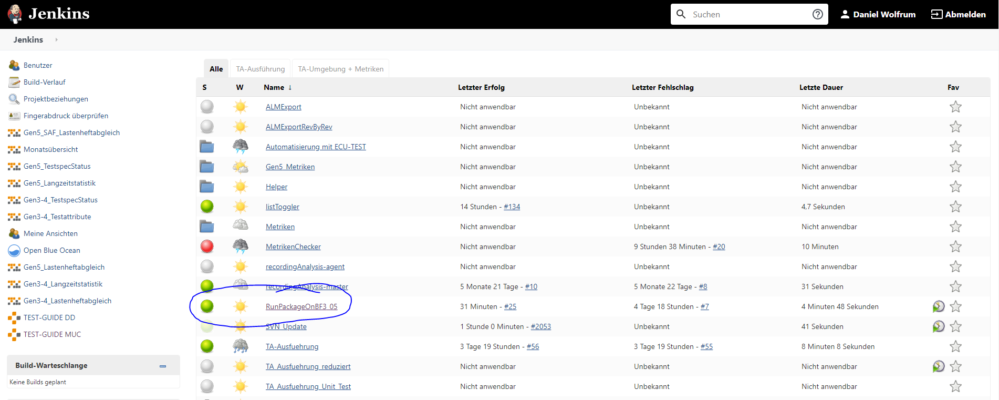 Jenkins
Suchen
Daniel Wolfrum
Abmelden
Jenkins
Benutzer
Build-Verlauf
Projektbeziehungen
Fingerabdruck überprüfen
Gen5_SAF_Lastenheftabgleich
Monatsübersicht
Gen5_TestspecStatus
Gen5_Langzeitstatistik
Gen3-4_TestspecStatus
Gen3-4_Testattribute
Meine Ansichten
Open Blue Ocean
Gen5_Lastenheftabgleich
Gen3-4_Langzeitstatistik
Gen3-4_Lastenheftabgleich
TEST-GUIDE DD
TEST-GUIDE MUC
Build-Warteschlange
Keine Builds geplant
Alle TA-Ausführung TA-Umgebung + Metriken
S W Name ↓ Letzter Erfolg Letzter Fehlschlag Letzte Dauer Fav
ALMExport Nicht anwendbar Unbekannt Nicht anwendbar
ALMExportRevByRev Nicht anwendbar Unbekannt Nicht anwendbar
Automatisierung mit ECU-TEST Nicht anwendbar Unbekannt Nicht anwendbar
Gen5_Metriken Nicht anwendbar Unbekannt Nicht anwendbar
Helper Nicht anwendbar Unbekannt Nicht anwendbar
listToggler 14 Stunden - #134 Unbekannt 4,7 Sekunden
Metriken Nicht anwendbar Unbekannt Nicht anwendbar
MetrikenChecker Nicht anwendbar 9 Stunden 38 Minuten - #20 10 Minuten
recordingAnalysis-agent Nicht anwendbar Unbekannt Nicht anwendbar
recordingAnalysis-master 5 Monate 21 Tage - #10 5 Monate 22 Tage - #8 31 Sekunden
RunPackageOnBF3_05 31 Minuten - #25 4 Tage 18 Stunden - #7 4 Minuten 48 Sekunden
SVN_Update 1 Stunde 0 Minuten - #2053 Unbekannt 41 Sekunden
TA-Ausfuehrung 3 Tage 19 Stunden - #56 3 Tage 19 Stunden - #55 8 Minuten 8 Sekunden
TA_Ausfuehrung_reduziert Nicht anwendbar Unbekannt Nicht anwendbar
TA_Ausfuehrung_Unit_Test Nicht anwendbar Unbekannt Nicht anwendbar